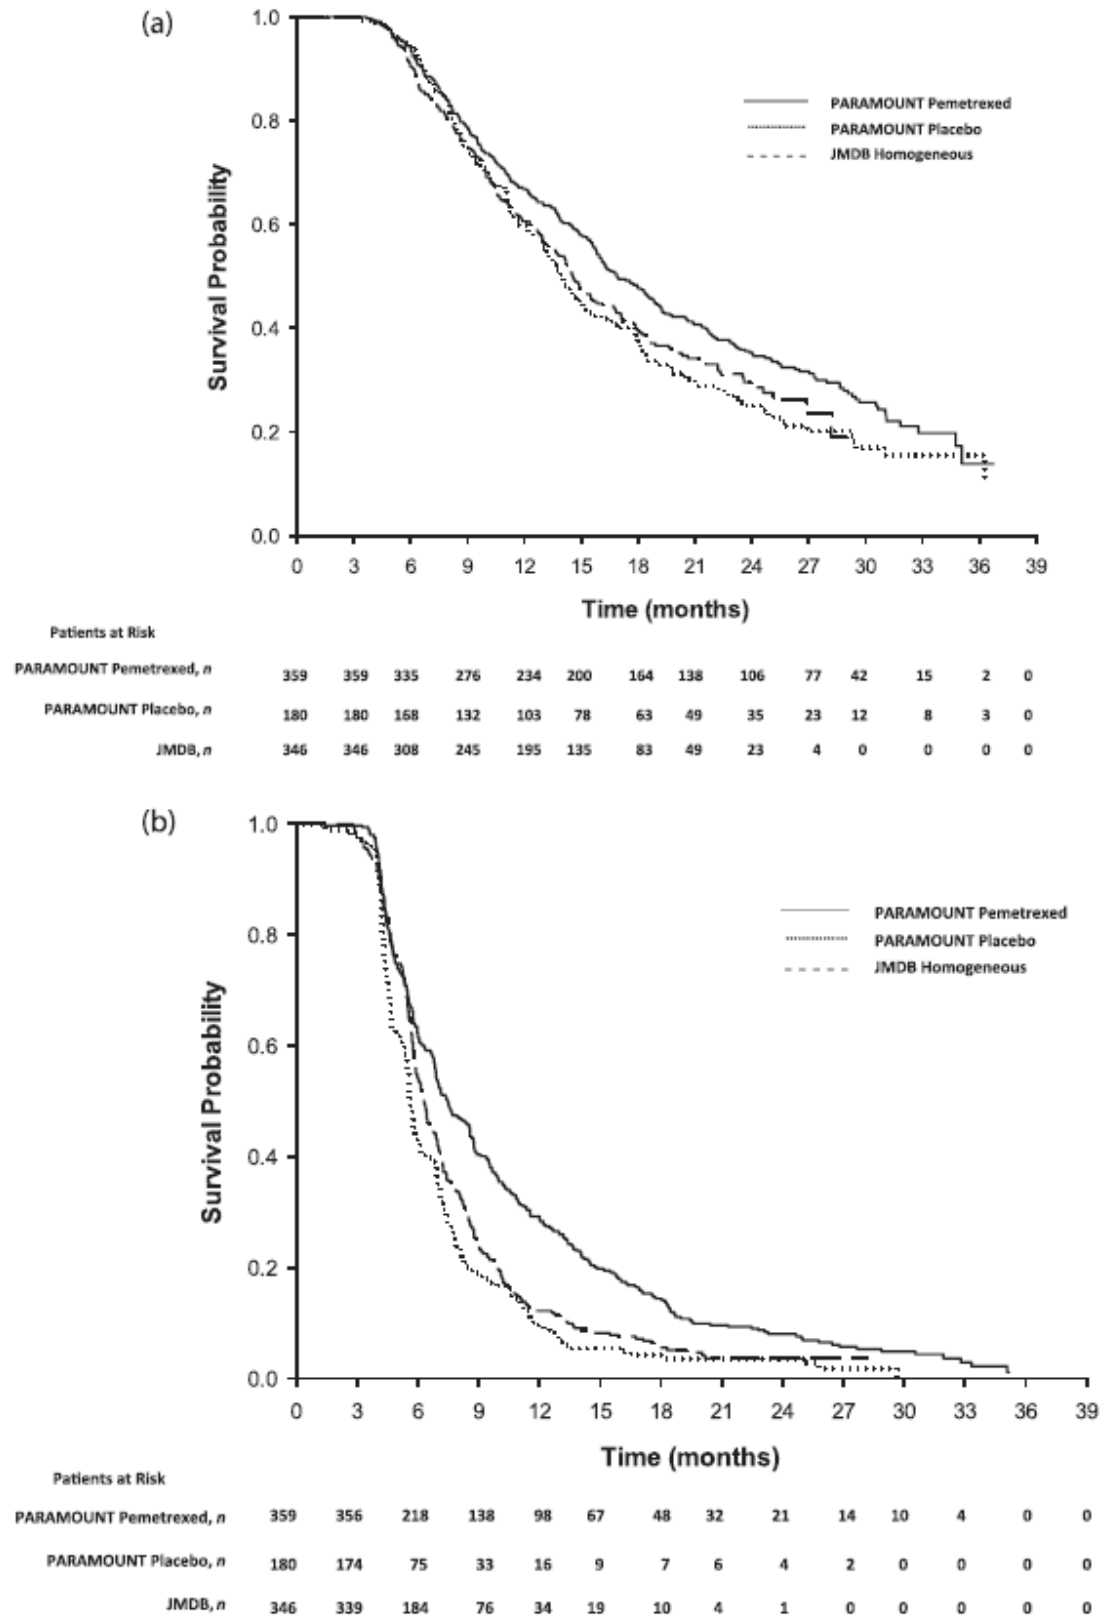 (a)
1.0
0.8
0.6
0.4
0.2
0.0
Survival Probability
PARAMOUNT Pemetrexed
PARAMOUNT Placebo
JMDB Homogeneous
0 3 6 9 12 15 18 21 24 27 30 33 36 39
Time (months)
Patients at Risk
PARAMOUNT Pemetrexed, n 359 359 335 276 234 200 164 138 106 77 42 15 2 0
PARAMOUNT Placebo, n 180 180 168 132 103 78 63 49 35 23 12 8 3 0
JMDB, n 346 346 308 245 195 135 83 49 23 4 0 0 0 0
(b)
1.0
0.8
0.6
0.4
0.2
0.0
Survival Probability
PARAMOUNT Pemetrexed
PARAMOUNT Placebo
JMDB Homogeneous
0 3 6 9 12 15 18 21 24 27 30 33 36 39
Time (months)
Patients at Risk
PARAMOUNT Pemetrexed, n 359 356 218 138 98 67 48 32 21 14 10 4 0 0
PARAMOUNT Placebo, n 180 174 75 33 16 9 7 6 4 2 0 0 0 0
JMDB, n 346 339 184 76 34 19 10 4 1 0 0 0 0 0